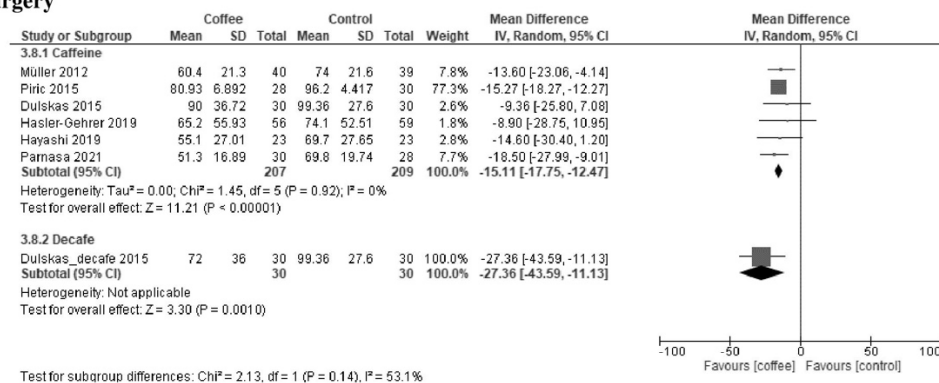 rgery
Coffee Control Mean Difference Mean Difference
Study or Subgroup Mean SD Total Mean SD Total Weight IV, Random, 95% CI IV, Random, 95% CI
3.8.1 Caffeine
Müller 2012 60.4 21.3 40 74 21.6 39 7.8% -13.60 [-23.06, -4.14]
Piric 2015 80.93 6.892 28 96.2 4.417 30 77.3% -15.27 [-18.27, -12.27]
Dulskas 2015 90 36.72 30 99.36 27.6 30 2.6% -9.36 [-25.80, 7.08]
Hasler-Gehrer 2019 65.2 55.93 56 74.1 52.51 59 1.8% -8.90 [-28.75, 10.95]
Hayashi 2019 55.1 27.01 23 69.7 27.65 23 2.8% -14.60 [-30.40, 1.20]
Parnasa 2021 51.3 16.89 30 69.8 19.74 28 7.7% -18.50 [-27.99, -9.01]
Subtotal (95% CI) 207 209 100.0% -15.11 [-17.75, -12.47]
Heterogeneity: Tau² = 0.00; Chi² = 1.45, df = 5 (P = 0.92); I² = 0%
Test for overall effect: Z = 11.21 (P < 0.00001)
3.8.2 Decafe
Dulskas_decafe 2015 72 36 30 99.36 27.6 30 100.0% -27.36 [-43.59, -11.13]
Subtotal (95% CI) 30 30 100.0% -27.36 [-43.59, -11.13]
Heterogeneity: Not applicable
Test for overall effect: Z = 3.30 (P = 0.0010)
-100 -50 0 50 100
Favours [coffee] Favours [control]
Test for subgroup differences: Chi² = 2.13, df = 1 (P = 0.14), I² = 53.1%